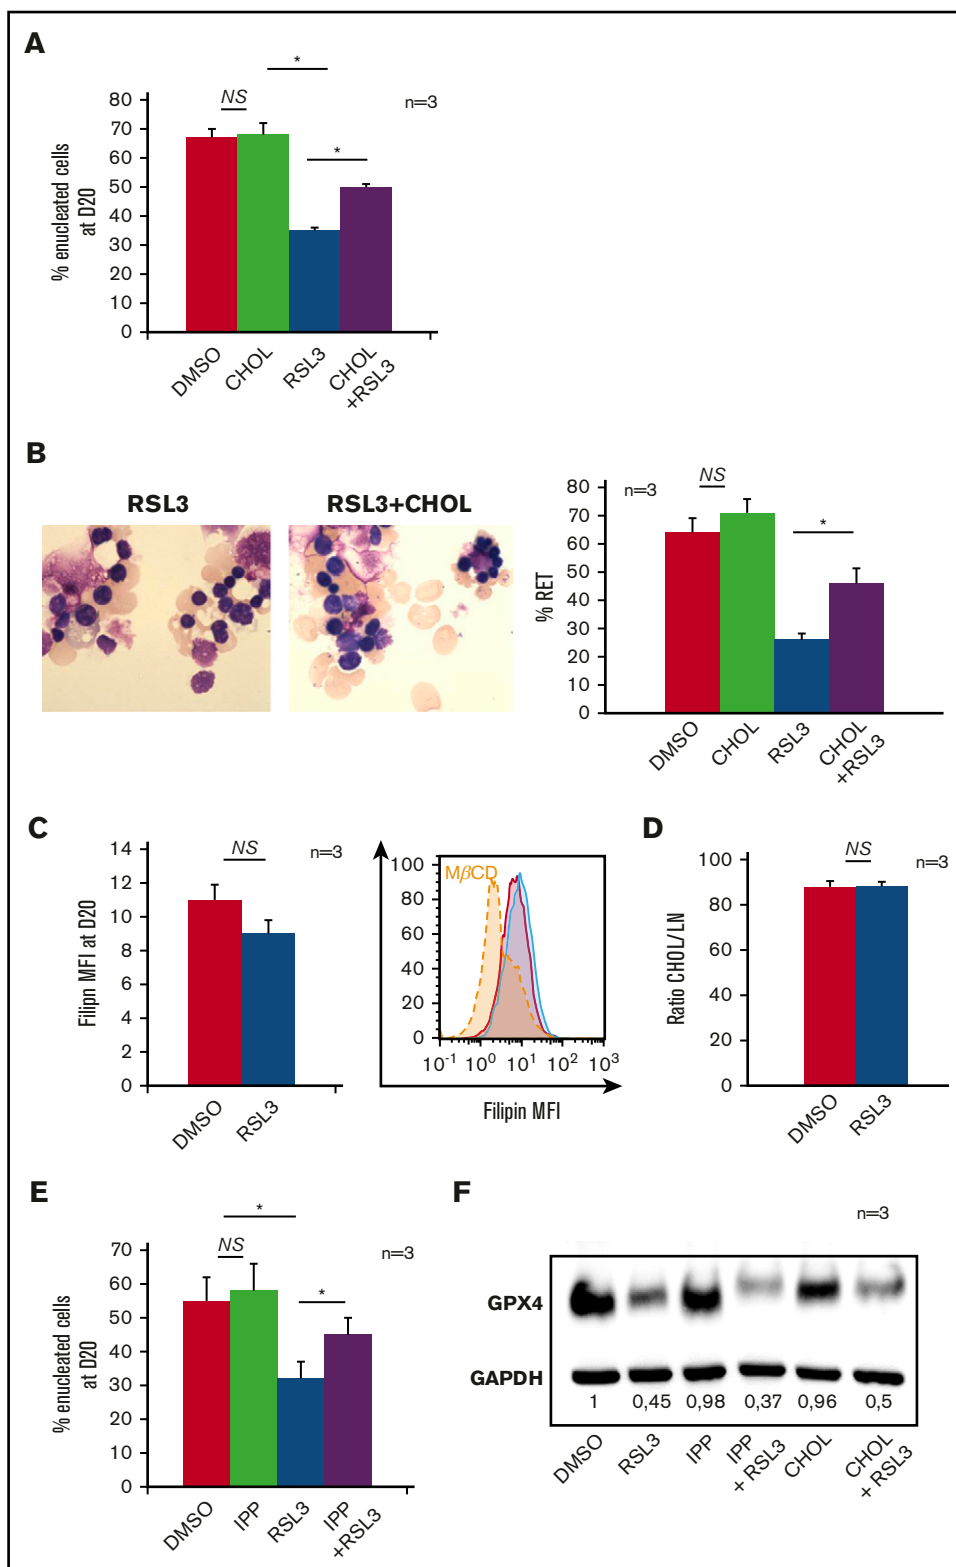 A
*
NS
n=3
*
% enucleated cells
at D20
80
70
60
50
40
30
20
10
0
DMSO
CHOL
RSL3
CHOL
+RSL3
B
RSL3
RSL3+CHOL
n=3
NS
*
% RET
80
70
60
50
40
30
20
10
0
DMSO
CHOL
RSL3
CHOL
+RSL3
C
NS
n=3
Filipn MFI at D20
14
12
10
8
6
4
2
0
DMSO
RSL3
MβCD
100
80
60
40
20
0
10-1
100
101
102
103
Filipin MFI
D
NS
n=3
Ratio CHOL/LN
100
80
60
40
20
0
DMSO
RSL3
E
*
NS
n=3
*
% enucleated cells
at D20
70
60
50
40
30
20
10
0
DMSO
IPP
RSL3
IPP
+RSL3
F
n=3
GPX4
GAPDH
1 0,45 0,98 0,37 0,96 0,5
DMSO
RSL3
IPP
IPP
+ RSL3
CHOL
CHOL
+ RSL3